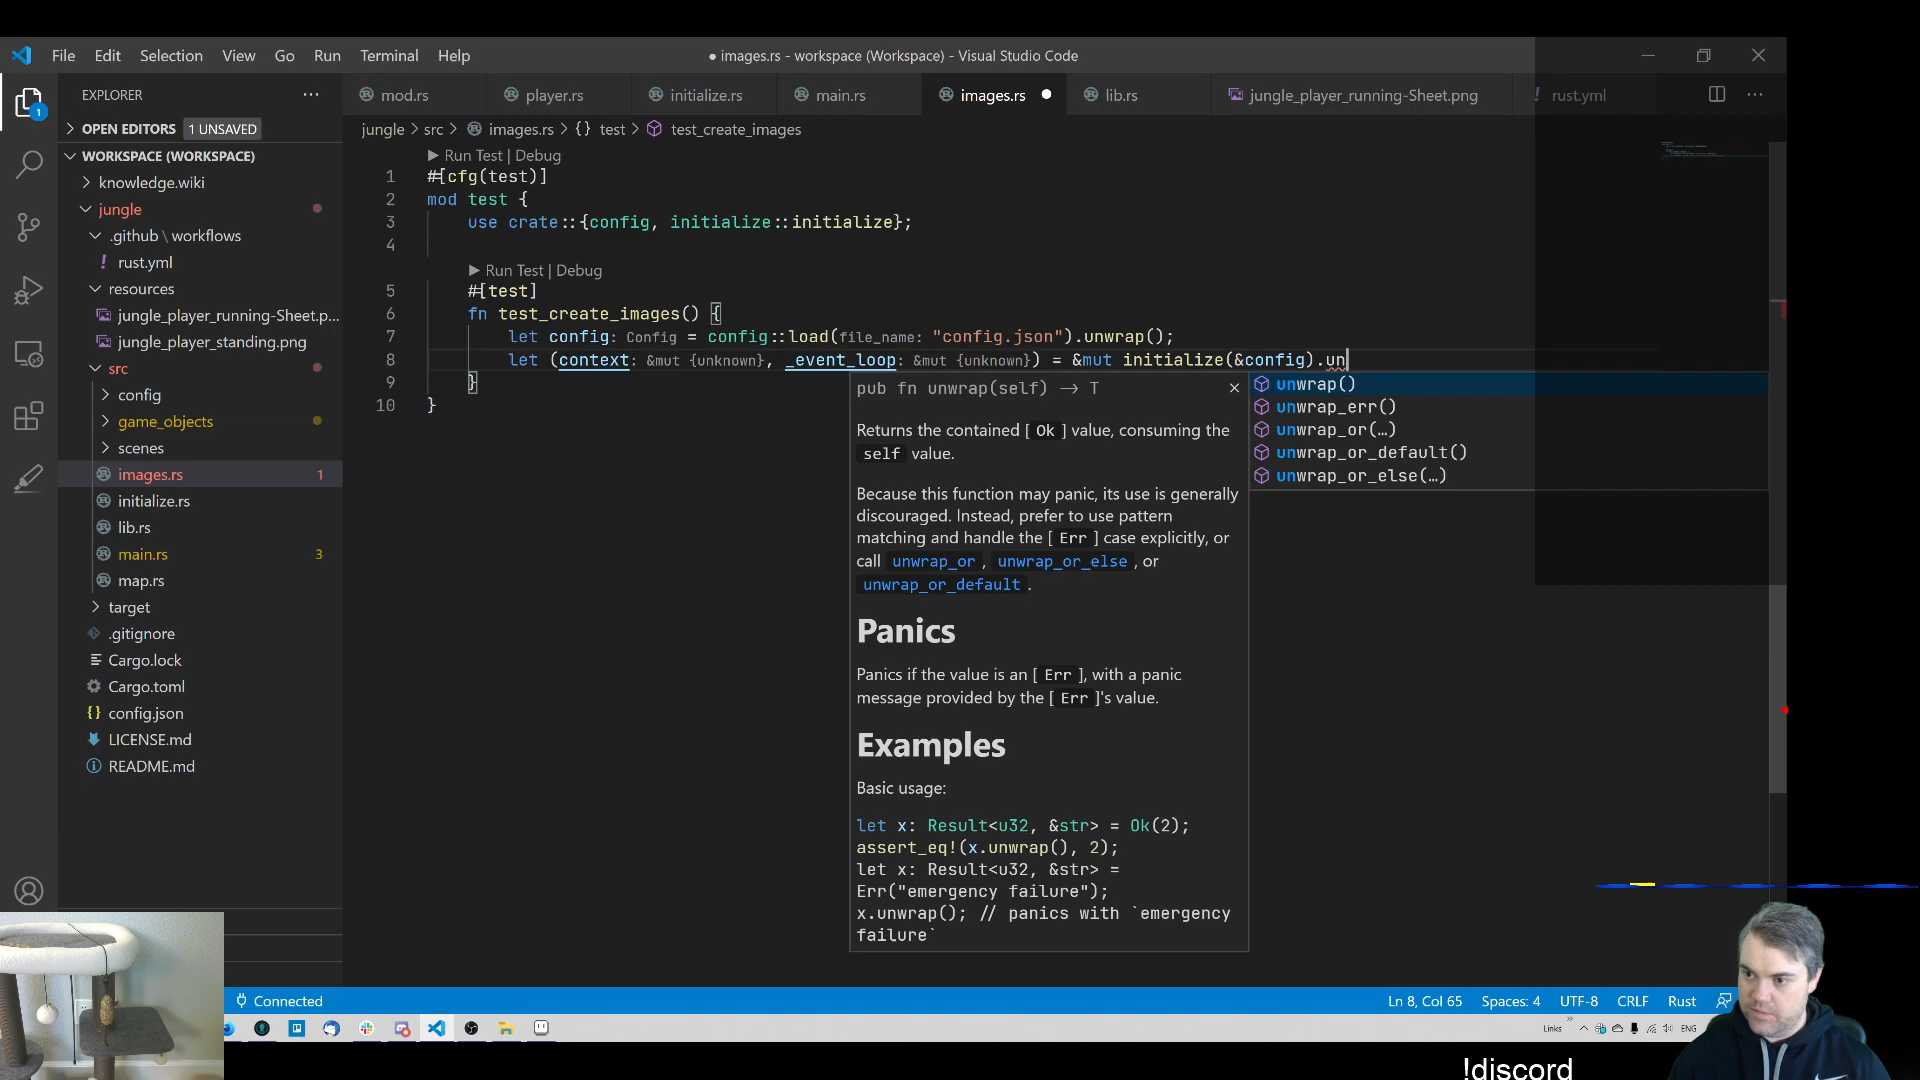 File Edit Selection View Go Run Terminal Help
● images.rs - workspace (Workspace) - Visual Studio Code
EXPLORER
mod.rs player.rs initialize.rs main.rs images.rs lib.rs jungle_player_running-Sheet.png rust.yml
jungle > src > images.rs > {} test > test_create_images
OPEN EDITORS 1 UNSAVED
WORKSPACE (WORKSPACE)
knowledge.wiki
jungle
.github \ workflows
rust.yml
resources
jungle_player_running-Sheet.p...
jungle_player_standing.png
src
config
game_objects
scenes
images.rs 1
initialize.rs
lib.rs
main.rs 3
map.rs
target
.gitignore
Cargo.lock
Cargo.toml
config.json
LICENSE.md
README.md
Run Test | Debug
1 #[cfg(test)]
2 mod test {
3 use crate::{config, initialize::initialize};
4
Run Test | Debug
5 #[test]
6 fn test_create_images() {
7 let config: Config = config::load(file_name: "config.json").unwrap();
8 let (context: &mut {unknown}, _event_loop: &mut {unknown}) = &mut initialize(&config).un
9 }
10 }
pub fn unwrap(self) -> T
Returns the contained [ Ok ] value, consuming the
self value.
Because this function may panic, its use is generally
discouraged. Instead, prefer to use pattern
matching and handle the [ Err ] case explicitly, or
call unwrap_or , unwrap_or_else , or
unwrap_or_default .
Panics
Panics if the value is an [ Err ], with a panic
message provided by the [ Err ]'s value.
Examples
Basic usage:
let x: Result<u32, &str> = Ok(2);
assert_eq!(x.unwrap(), 2);
let x: Result<u32, &str> =
Err("emergency failure");
x.unwrap(); // panics with `emergency
failure`
unwrap()
unwrap_err()
unwrap_or(…)
unwrap_or_default()
unwrap_or_else(…)
Connected
Ln 8, Col 65 Spaces: 4 UTF-8 CRLF Rust
Links ENG
!discord